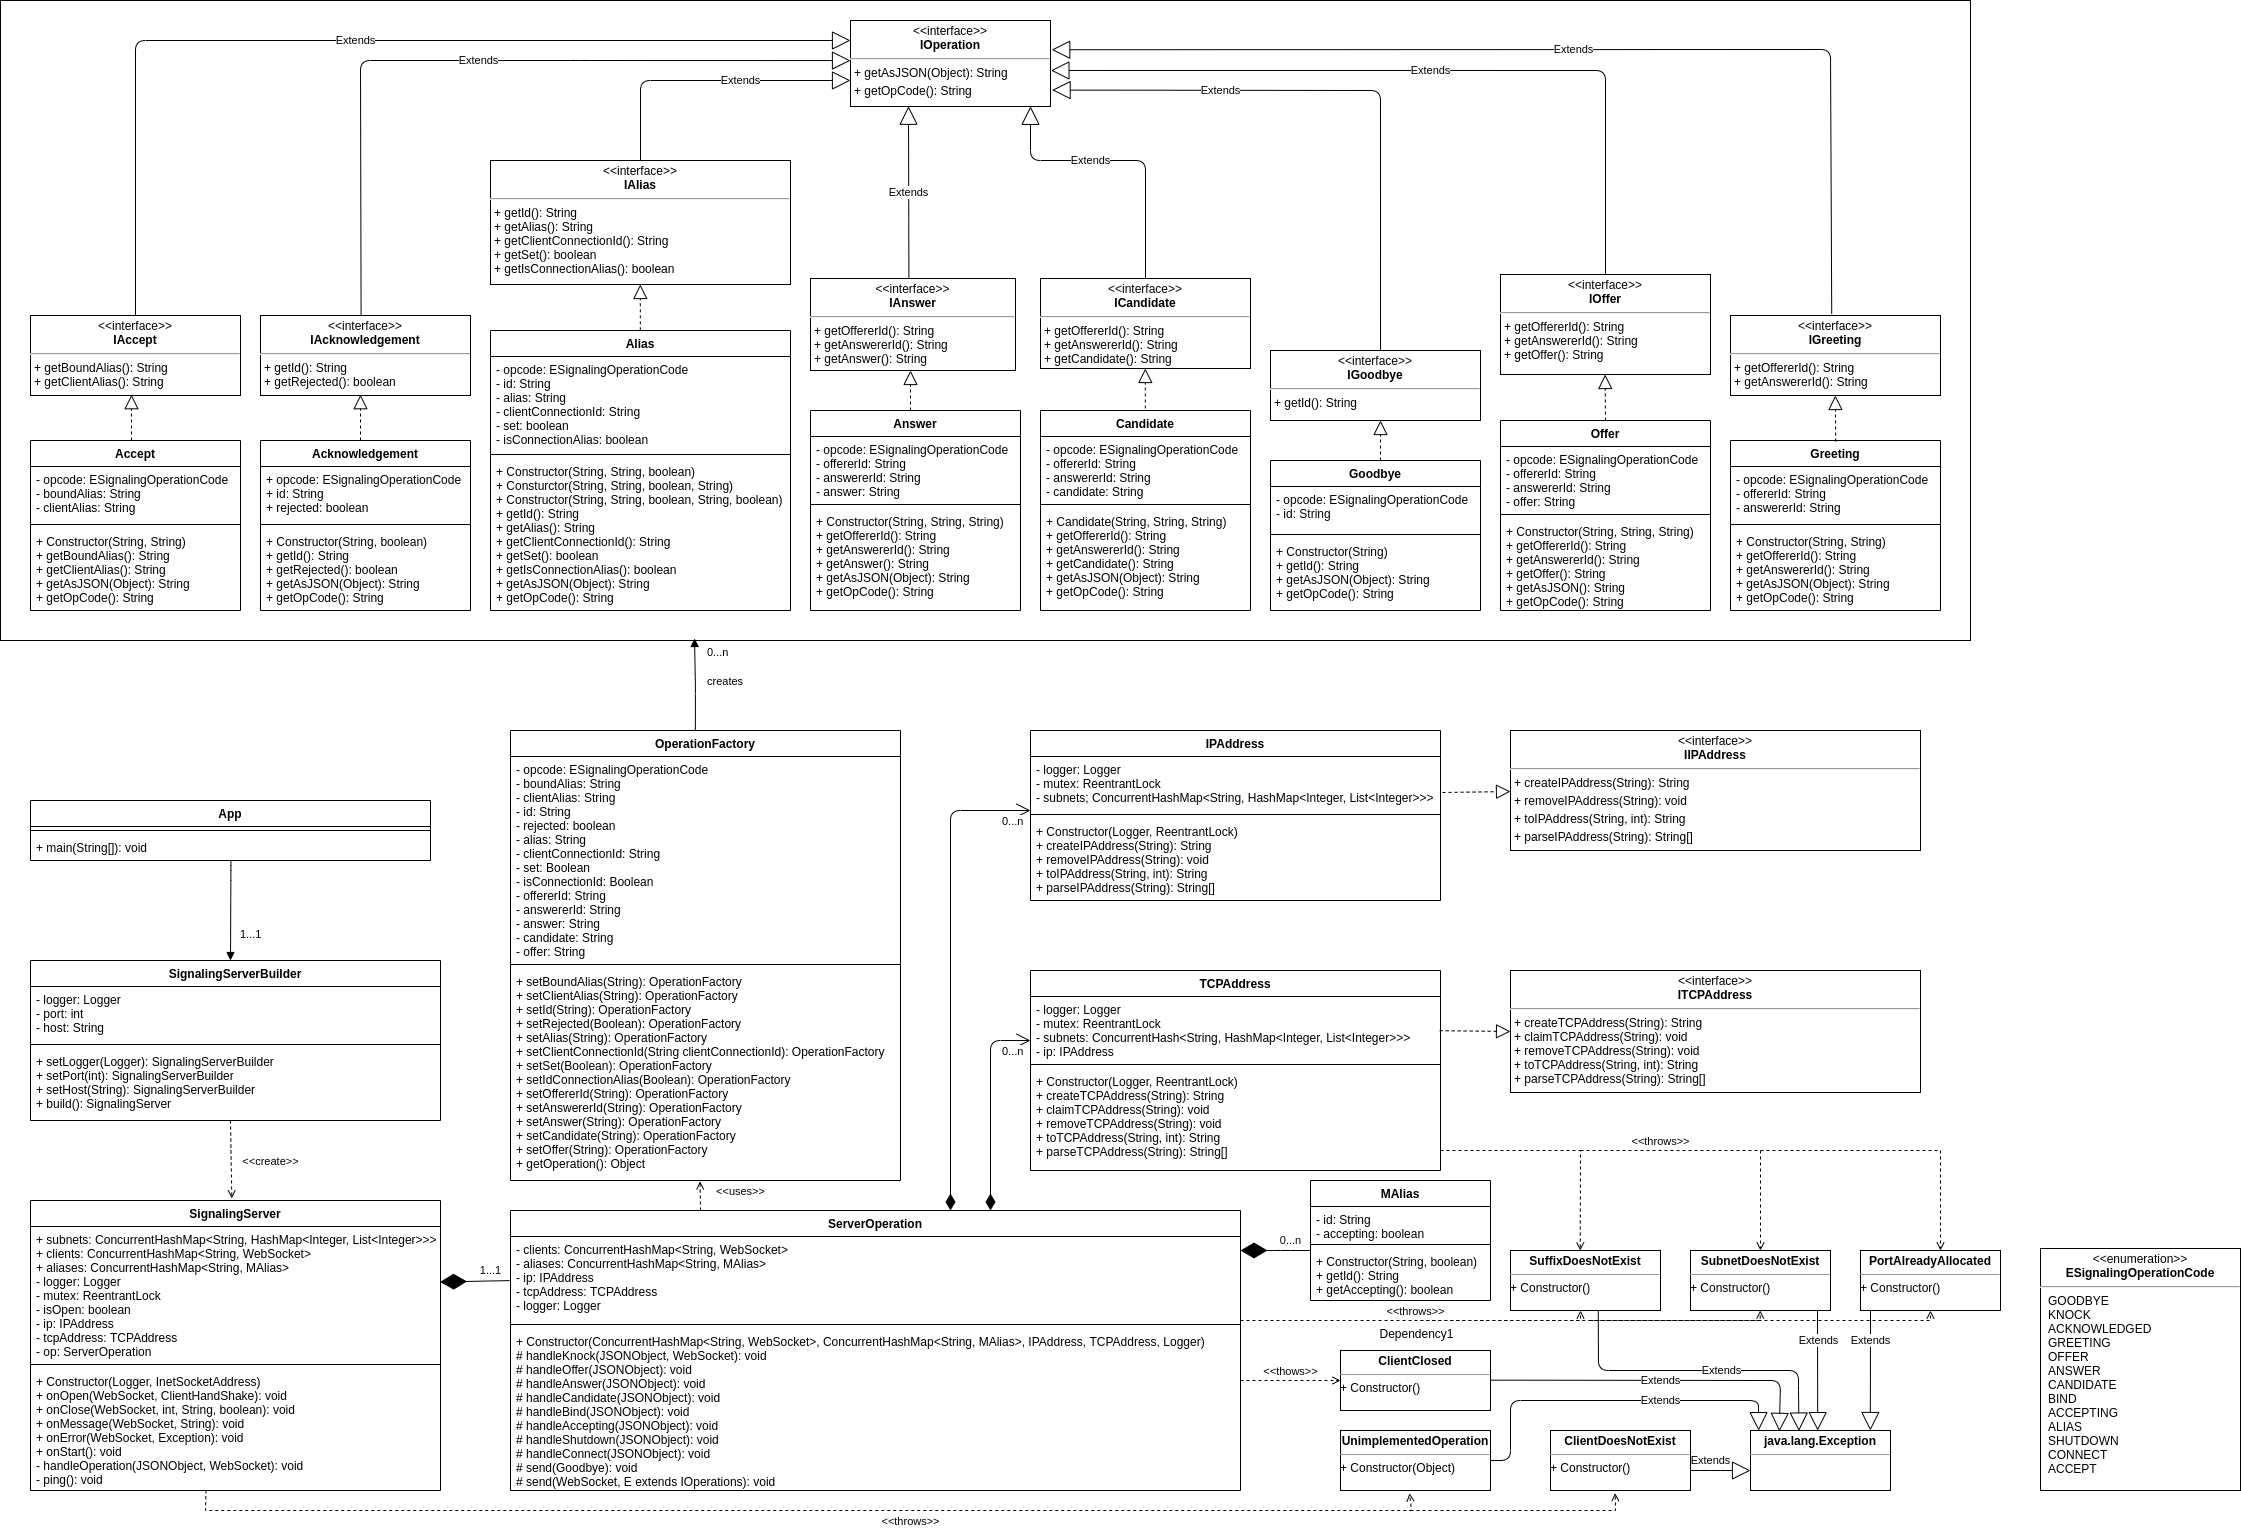 <<interface>>
IOperation
+ getAsJSON(Object): String
+ getOpCode(): String
Extends
Extends
Extends
Extends
Extends
Extends
Extends
Extends
<<interface>>
IAccept
+ getBoundAlias(): String
+ getClientAlias(): String
<<interface>>
IAcknowledgement
+ getId(): String
+ getRejected(): boolean
<<interface>>
IAlias
+ getId(): String
+ getAlias(): String
+ getClientConnectionId(): String
+ getSet(): boolean
+ getIsConnectionAlias(): boolean
<<interface>>
IAnswer
+ getOffererId(): String
+ getAnswererId(): String
+ getAnswer(): String
<<interface>>
ICandidate
+ getOffererId(): String
+ getAnswererId(): String
+ getCandidate(): String
<<interface>>
IGoodbye
+ getId(): String
<<interface>>
IOffer
+ getOffererId(): String
+ getAnswererId(): String
+ getOffer(): String
<<interface>>
IGreeting
+ getOffererId(): String
+ getAnswererId(): String
Accept
- opcode: ESignalingOperationCode
- boundAlias: String
- clientAlias: String
+ Constructor(String, String)
+ getBoundAlias(): String
+ getClientAlias(): String
+ getAsJSON(Object): String
+ getOpCode(): String
Acknowledgement
+ opcode: ESignalingOperationCode
+ id: String
+ rejected: boolean
+ Constructor(String, boolean)
+ getId(): String
+ getRejected(): boolean
+ getAsJSON(Object): String
+ getOpCode(): String
Alias
- opcode: ESignalingOperationCode
- id: String
- alias: String
- clientConnectionId: String
- set: boolean
- isConnectionAlias: boolean
+ Constructor(String, String, boolean)
+ Consturctor(String, String, boolean, String)
+ Constructor(String, String, boolean, String, boolean)
+ getId(): String
+ getAlias(): String
+ getClientConnectionId(): String
+ getSet(): boolean
+ getIsConnectionAlias(): boolean
+ getAsJSON(Object): String
+ getOpCode(): String
Answer
- opcode: ESignalingOperationCode
- offererId: String
- answererId: String
- answer: String
+ Constructor(String, String, String)
+ getOffererId(): String
+ getAnswererId(): String
+ getAnswer(): String
+ getAsJSON(Object): String
+ getOpCode(): String
Candidate
- opcode: ESignalingOperationCode
- offererId: String
- answererId: String
- candidate: String
+ Candidate(String, String, String)
+ getOffererId(): String
+ getAnswererId(): String
+ getCandidate(): String
+ getAsJSON(Object): String
+ getOpCode(): String
Goodbye
- opcode: ESignalingOperationCode
- id: String
+ Constructor(String)
+ getId(): String
+ getAsJSON(Object): String
+ getOpCode(): String
Offer
- opcode: ESignalingOperationCode
- offererId: String
- answererId: String
- offer: String
+ Constructor(String, String, String)
+ getOffererId(): String
+ getAnswererId(): String
+ getOffer(): String
+ getAsJSON(): String
+ getOpCode(): String
Greeting
- opcode: ESignalingOperationCode
- offererId: String
- answererId: String
+ Constructor(String, String)
+ getOffererId(): String
+ getAnswererId(): String
+ getAsJSON(Object): String
+ getOpCode(): String
0...n
creates
App
+ main(String[]): void
1...1
SignalingServerBuilder
- logger: Logger
- port: int
- host: String
+ setLogger(Logger): SignalingServerBuilder
+ setPort(int): SignalingServerBuilder
+ setHost(String): SignalingServerBuilder
+ build(): SignalingServer
<<create>>
SignalingServer
+ subnets: ConcurrentHashMap<String, HashMap<Integer, List<Integer>>>
+ clients: ConcurrentHashMap<String, WebSocket>
+ aliases: ConcurrentHashMap<String, MAlias>
- logger: Logger
- mutex: ReentrantLock
- isOpen: boolean
- ip: IPAddress
- tcpAddress: TCPAddress
- op: ServerOperation
+ Constructor(Logger, InetSocketAddress)
+ onOpen(WebSocket, ClientHandShake): void
+ onClose(WebSocket, int, String, boolean): void
+ onMessage(WebSocket, String): void
+ onError(WebSocket, Exception): void
+ onStart(): void
- handleOperation(JSONObject, WebSocket): void
- ping(): void
1...1
OperationFactory
- opcode: ESignalingOperationCode
- boundAlias: String
- clientAlias: String
- id: String
- rejected: boolean
- alias: String
- clientConnectionId: String
- set: Boolean
- isConnectionId: Boolean
- offererId: String
- answererId: String
- answer: String
- candidate: String
- offer: String
+ setBoundAlias(String): OperationFactory
+ setClientAlias(String): OperationFactory
+ setId(String): OperationFactory
+ setRejected(Boolean): OperationFactory
+ setAlias(String): OperationFactory
+ setClientConnectionId(String clientConnectionId): OperationFactory
+ setSet(Boolean): OperationFactory
+ setIdConnectionAlias(Boolean): OperationFactory
+ setOffererId(String): OperationFactory
+ setAnswererId(String): OperationFactory
+ setAnswer(String): OperationFactory
+ setCandidate(String): OperationFactory
+ setOffer(String): OperationFactory
+ getOperation(): Object
<<uses>>
ServerOperation
- clients: ConcurrentHashMap<String, WebSocket>
- aliases: ConcurrentHashMap<String, MAlias>
- ip: IPAddress
- tcpAddress: TCPAddress
- logger: Logger
+ Constructor(ConcurrentHashMap<String, WebSocket>, ConcurrentHashMap<String, MAlias>, IPAddress, TCPAddress, Logger)
# handleKnock(JSONObject, WebSocket): void
# handleOffer(JSONObject): void
# handleAnswer(JSONObject): void
# handleCandidate(JSONObject): void
# handleBind(JSONObject): void
# handleAccepting(JSONObject): void
# handleShutdown(JSONObject): void
# handleConnect(JSONObject): void
# send(Goodbye): void
# send(WebSocket, E extends IOperations): void
IPAddress
- logger: Logger
- mutex: ReentrantLock
- subnets; ConcurrentHashMap<String, HashMap<Integer, List<Integer>>>
+ Constructor(Logger, ReentrantLock)
+ createIPAddress(String): String
+ removeIPAddress(String): void
+ toIPAddress(String, int): String
+ parseIPAddress(String): String[]
0...n
<<interface>>
IIPAddress
+ createIPAddress(String): String
+ removeIPAddress(String): void
+ toIPAddress(String, int): String
+ parseIPAddress(String): String[]
TCPAddress
- logger: Logger
- mutex: ReentrantLock
- subnets: ConcurrentHash<String, HashMap<Integer, List<Integer>>>
- ip: IPAddress
+ Constructor(Logger, ReentrantLock)
+ createTCPAddress(String): String
+ claimTCPAddress(String): void
+ removeTCPAddress(String): void
+ toTCPAddress(String, int): String
+ parseTCPAddress(String): String[]
0...n
<<interface>>
ITCPAddress
+ createTCPAddress(String): String
+ claimTCPAddress(String): void
+ removeTCPAddress(String): void
+ toTCPAddress(String, int): String
+ parseTCPAddress(String): String[]
<<throws>>
MAlias
- id: String
- accepting: boolean
+ Constructor(String, boolean)
+ getId(): String
+ getAccepting(): boolean
0...n
SuffixDoesNotExist
+ Constructor()
SubnetDoesNotExist
+ Constructor()
PortAlreadyAllocated
+ Constructor()
<<throws>>
Dependency1
<<thows>>
ClientClosed
+ Constructor()
Extends
Extends
Extends
Extends
Extends
UnimplementedOperation
+ Constructor(Object)
ClientDoesNotExist
+ Constructor()
Extends
java.lang.Exception
<<throws>>
<<enumeration>>
ESignalingOperationCode
GOODBYE
KNOCK
ACKNOWLEDGED
GREETING
OFFER
ANSWER
CANDIDATE
BIND
ACCEPTING
ALIAS
SHUTDOWN
CONNECT
ACCEPT